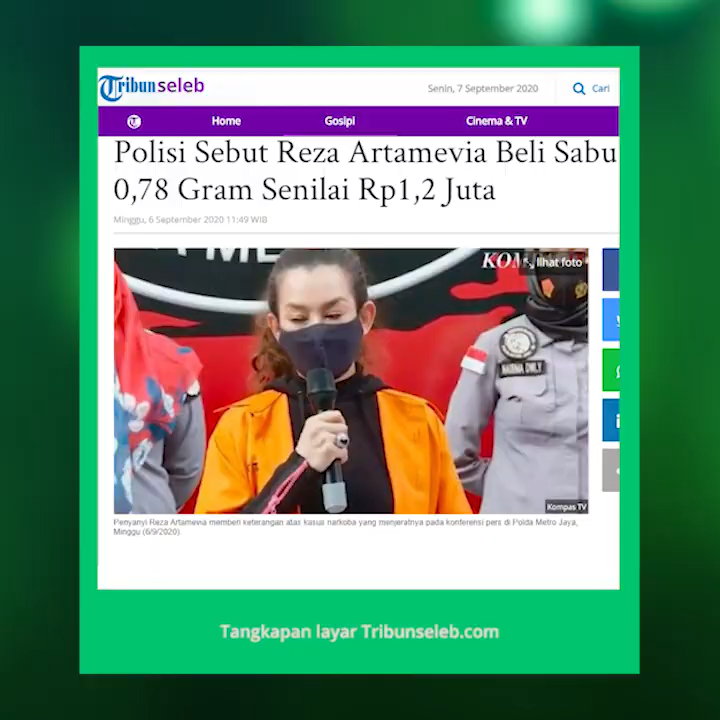 Tribunseleb
Senin, 7 September 2020
Cari
Home Gosipi Cinema & TV
Polisi Sebut Reza Artamevia Beli Sabu
0,78 Gram Senilai Rp1,2 Juta
Minggu, 6 September 2020 11:49 WIB
lihat foto
Kompas TV
Penyanyi Reza Artamevia memberi keterangan atas kasus narkoba yang menjeratnya pada konferensi pers di Polda Metro Jaya,
Minggu (6/9/2020)
Tangkapan layar Tribunseleb.com